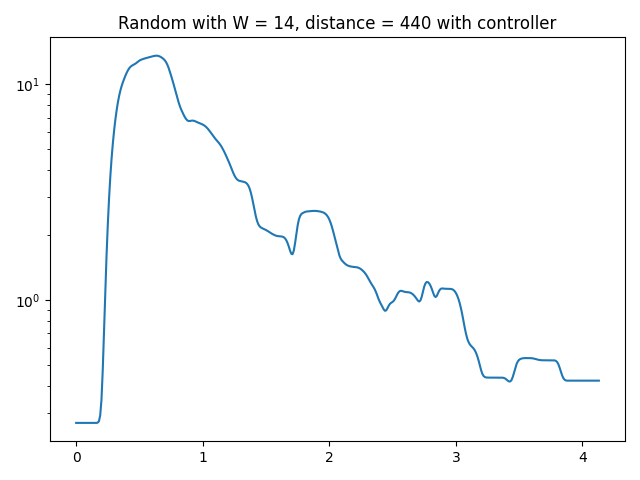 Random with W = 14, distance = 440 with controller
10¹
10⁰
0 1 2 3 4